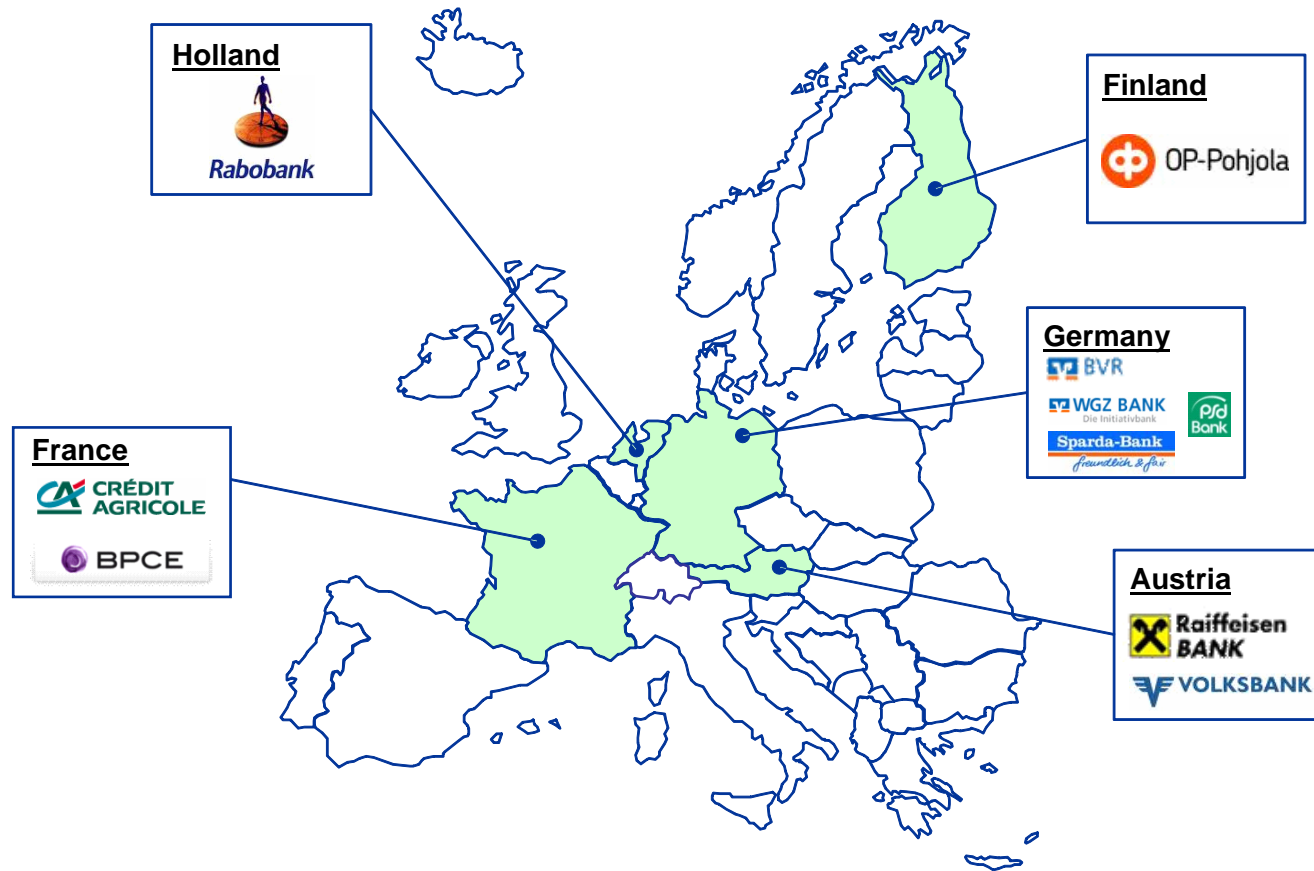 Holland
Rabobank
Finland
OP-Pohjola
Germany
BVR
WGZ BANK
Die Initiativbank
psd
Bank
Sparda-Bank
freundlich & fair
France
CA CRÉDIT
AGRICOLE
BPCE
Austria
Raiffeisen
BANK
VOLKSBANK